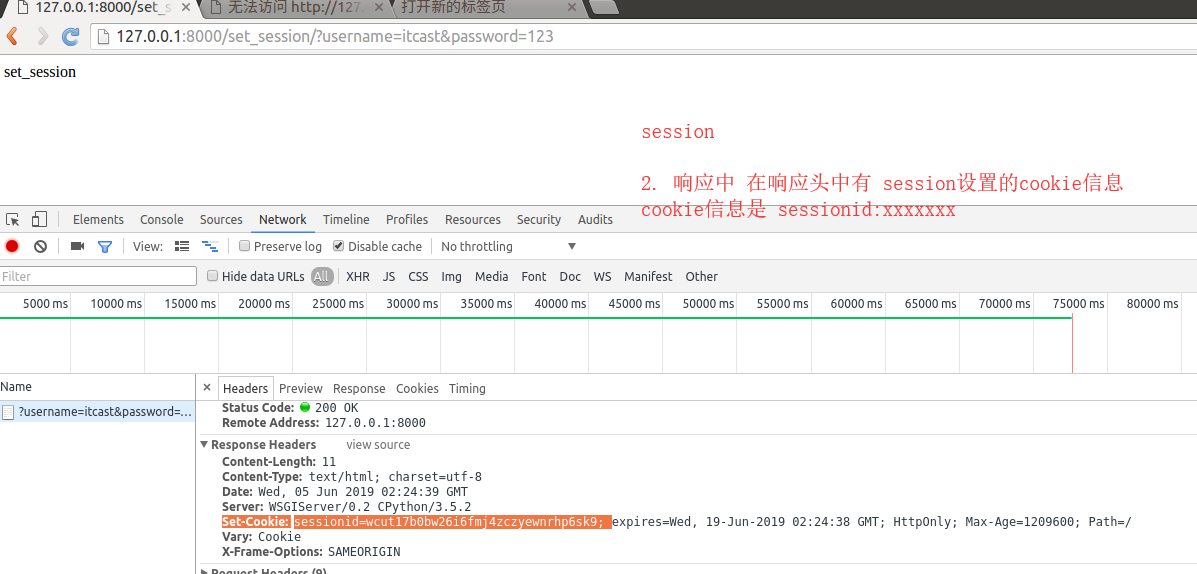 127.0.0.1:8000/set_s
无法访问 http://127.
打开新的标签页
127.0.0.1:8000/set_session/?username=itcast&password=123
set_session
session
2. 响应中 在响应头中有 session设置的cookie信息
cookie信息是 sessionid:xxxxxxx
Elements Console Sources Network Timeline Profiles Resources Security Audits
View: Preserve log Disable cache No throttling
Filter Hide data URLs All XHR JS CSS Img Media Font Doc WS Manifest Other
5000 ms 10000 ms 15000 ms 20000 ms 25000 ms 30000 ms 35000 ms 40000 ms 45000 ms 50000 ms 55000 ms 60000 ms 65000 ms 70000 ms 75000 ms 80000 ms
Name
?username=itcast&password=...
× Headers Preview Response Cookies Timing
Status Code: 200 OK
Remote Address: 127.0.0.1:8000
Response Headers view source
Content-Length: 11
Content-Type: text/html; charset=utf-8
Date: Wed, 05 Jun 2019 02:24:39 GMT
Server: WSGIServer/0.2 CPython/3.5.2
Set-Cookie: sessionid=wcut17b0bw26i6fmj4zczyewnrhp6sk9; expires=Wed, 19-Jun-2019 02:24:38 GMT; HttpOnly; Max-Age=1209600; Path=/
Vary: Cookie
X-Frame-Options: SAMEORIGIN
Request Headers (9)